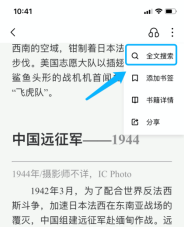 10:41
西南的空域，钳制着日本法
步伐。美国志愿大队以插翅
鲨鱼头形的战机机首闻
“飞虎队”。
全文搜索
添加书签
书籍详情
分享
中国远征军——1944
1944年/摄影师不详，IC Photo
1942年3月，为了配合世界反法西
斯斗争，加速日本法西在东南亚战场的
覆灭，中国组建远征军赴缅甸作战。远